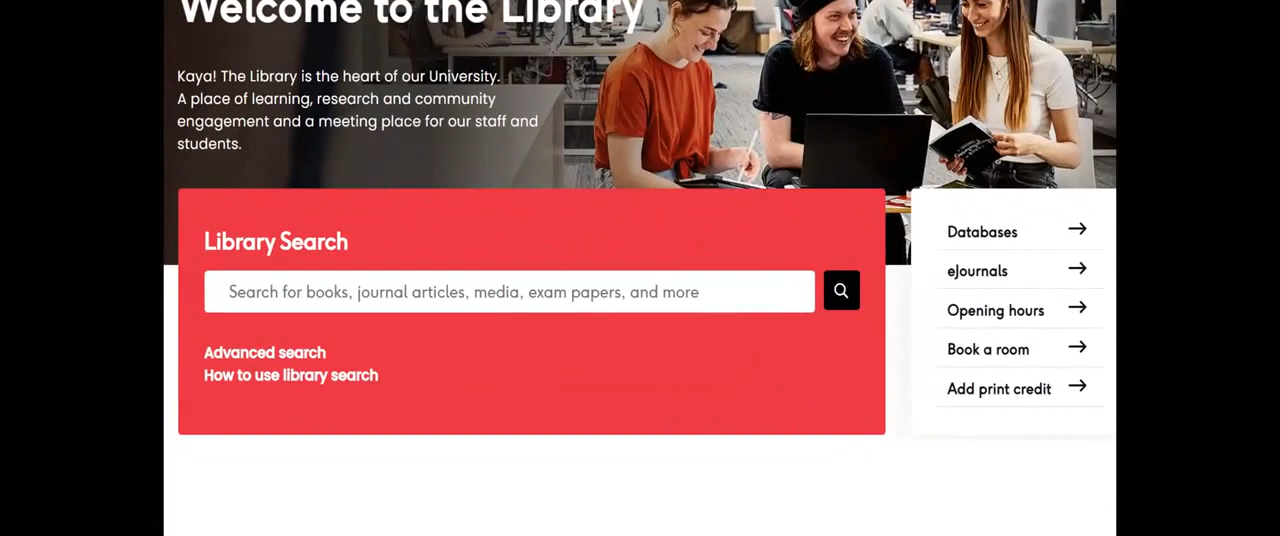 Welcome to the Library
Kaya! The Library is the heart of our University.
A place of learning, research and community
engagement and a meeting place for our staff and
students.
Library Search
Search for books, journal articles, media, exam papers, and more
Advanced search
How to use library search
Databases
eJournals
Opening hours
Book a room
Add print credit